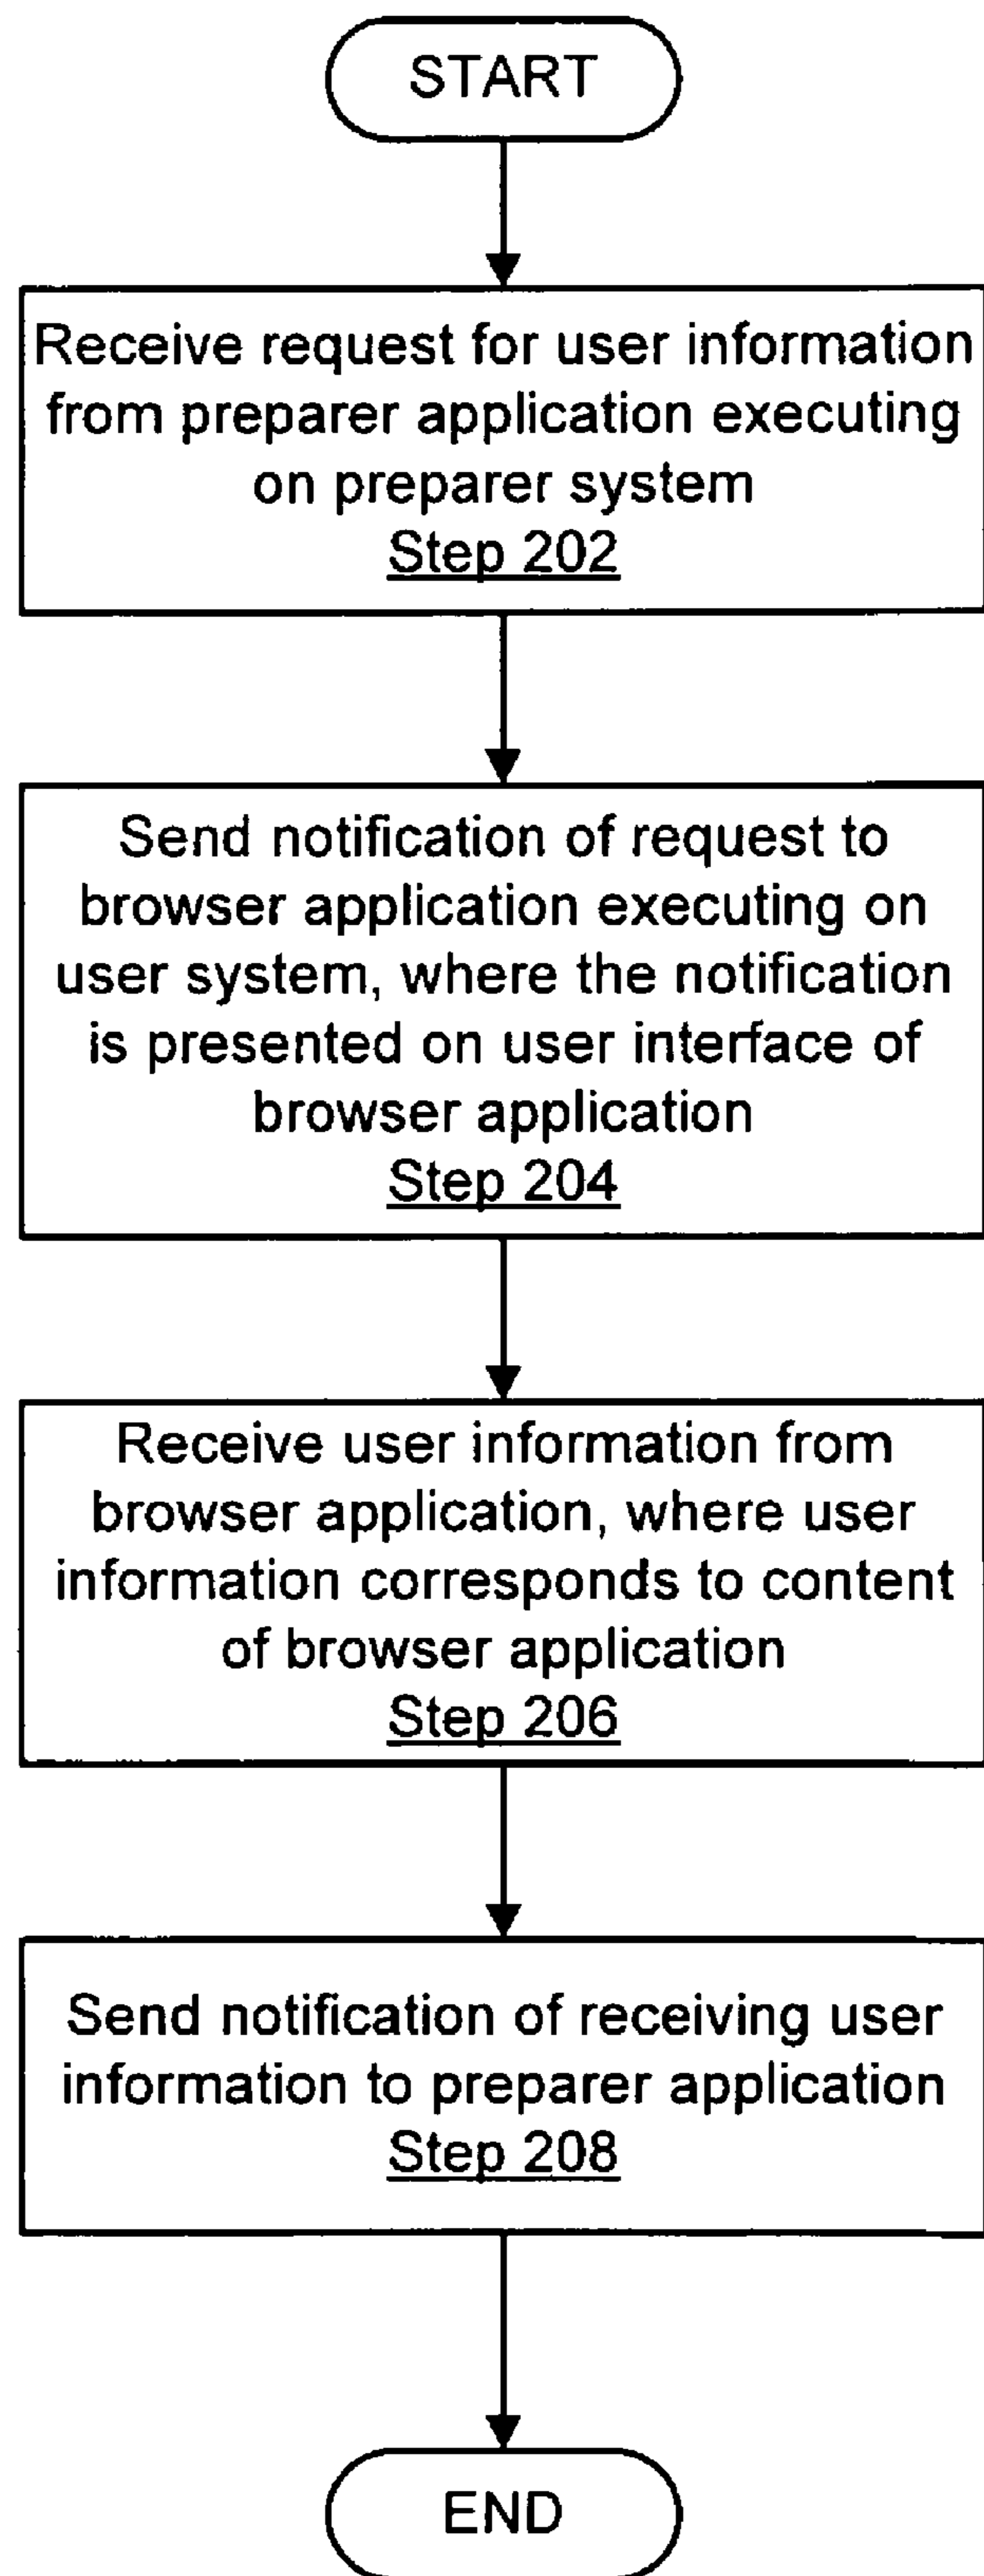 START
Receive request for user information
from preparer application executing
on preparer system
Step 202
Send notification of request to
browser application executing on
user system, where the notification
is presented on user interface of
browser application
Step 204
Receive user information from
browser application, where user
information corresponds to content
of browser application
Step 206
Send notification of receiving user
information to preparer application
Step 208
END